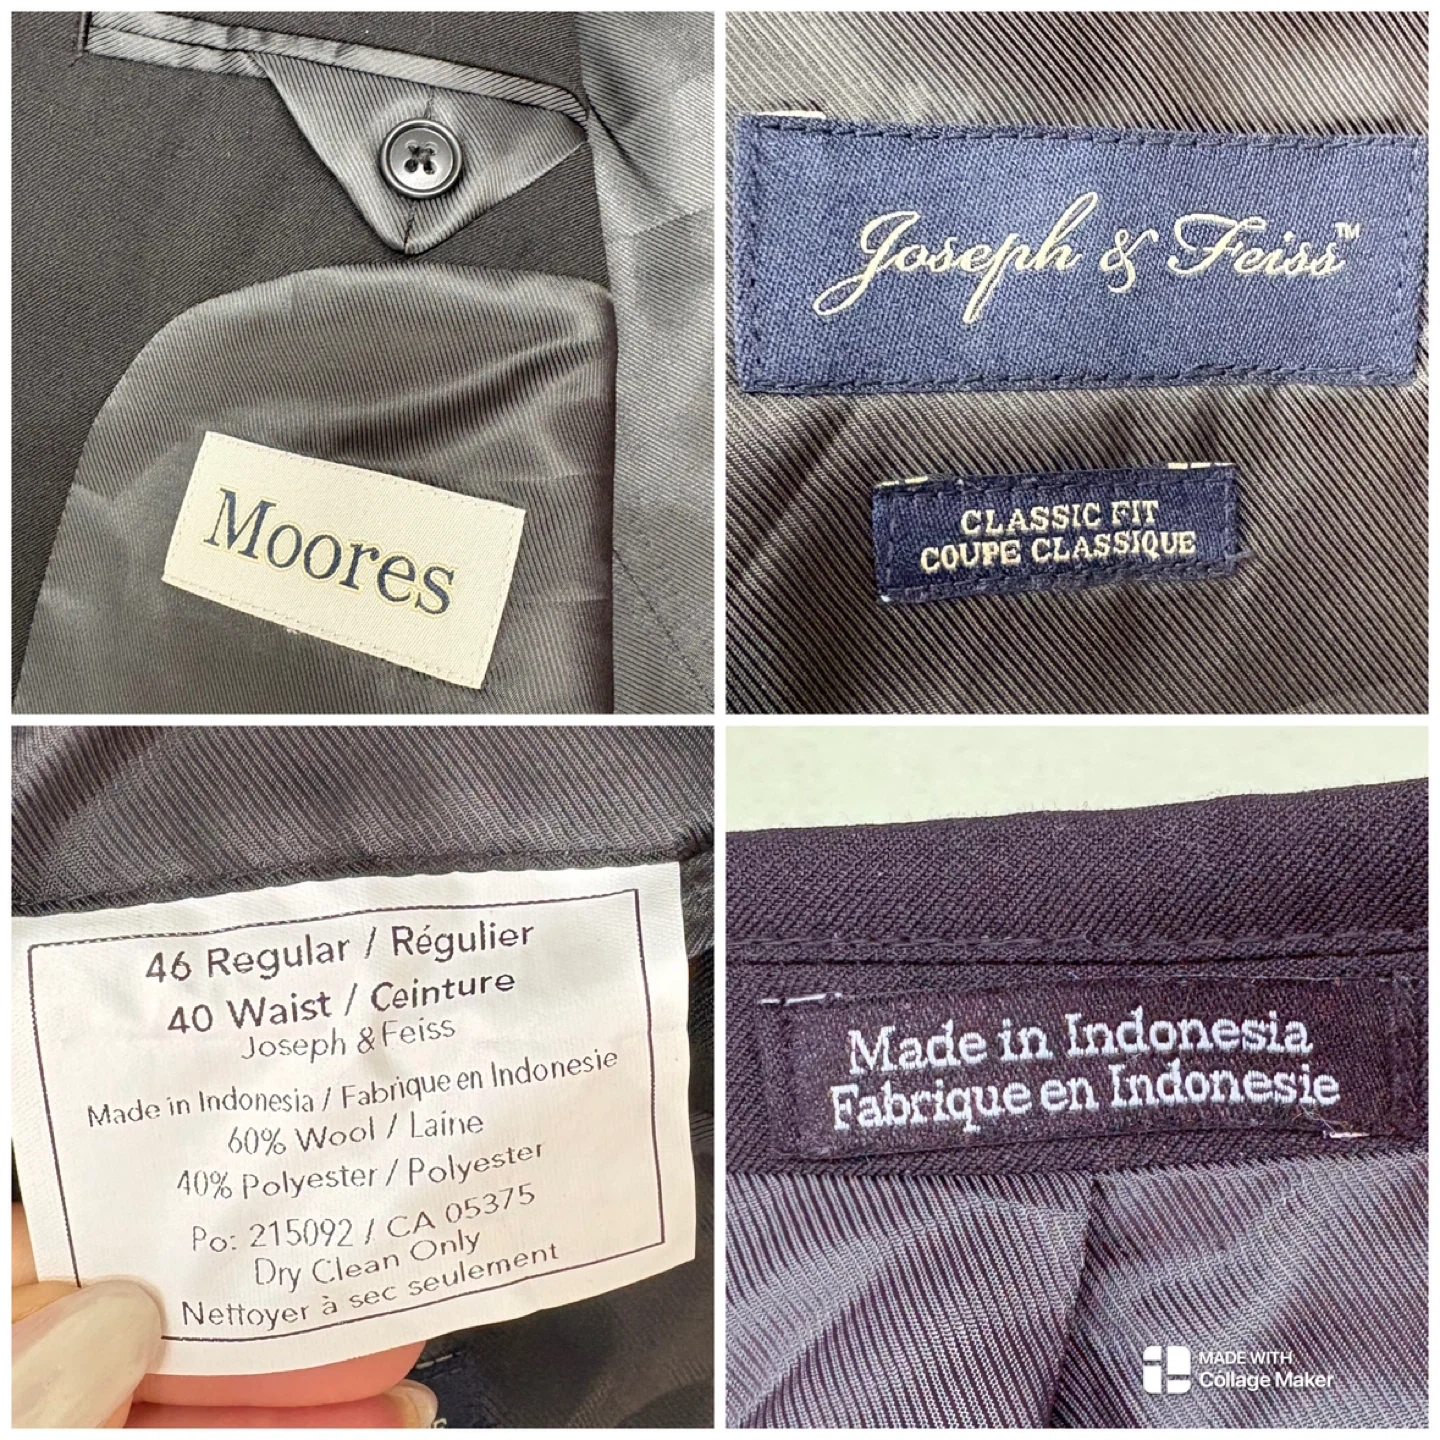 Moores
Joseph & Feiss™
CLASSIC FIT
COUPE CLASSIQUE
46 Regular / Régulier
40 Waist / Ceinture
Joseph & Feiss
Made in Indonesia / Fabrique en Indonesie
60% Wool / Laine
40% Polyester / Polyester
Po: 215092 / CA 05375
Dry Clean Only
Nettoyer à sec seulement
Made in Indonesia
Fabrique en Indonesie
MADE WITH
Collage Maker